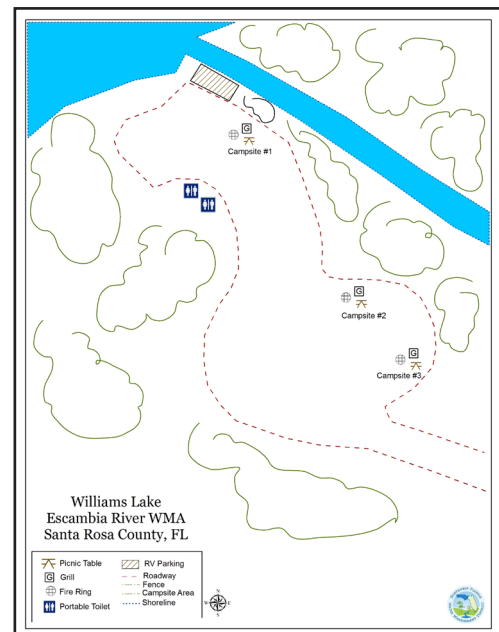 G
Campsite #1
G
Campsite #2
G
Campsite #3
Williams Lake
Escambia River WMA
Santa Rosa County, FL
Picnic Table
G Grill
Fire Ring
Portable Toilet
RV Parking
Roadway
Fence
Campsite Area
Shoreline
N
W E
S